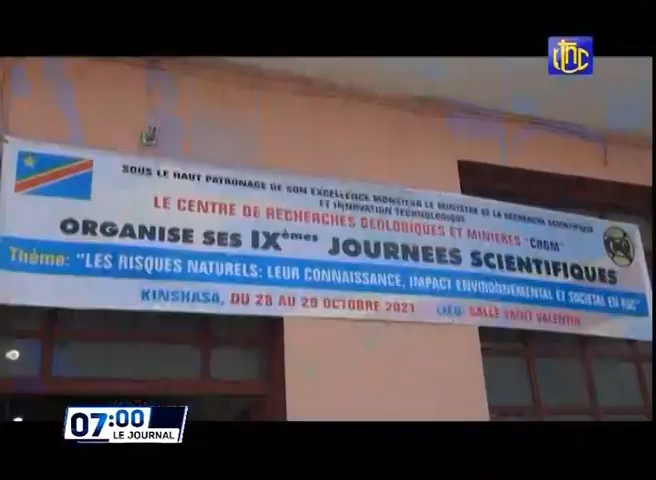 rtnc
SOUS LE HAUT PATRONAGE DE SON EXCELLENCE MONSIEUR LE MINISTRE DE LA RECHERCHE SCIENTIFIQUE
ET INNOVATION TECHNOLOGIQUE
LE CENTRE DE RECHERCHES GEOLOGIQUES ET MINIERES "CRGM"
ORGANISE SES IXèmes JOURNEES SCIENTIFIQUES
Thème: "LES RISQUES NATURELS: LEUR CONNAISSANCE, IMPACT ENVIRONNEMENTAL ET SOCIETAL EN RDC"
KINSHASA, DU 28 AU 29 OCTOBRE 2021 LIEU: SALLE SAINT VALENTIN
07:00
LE JOURNAL